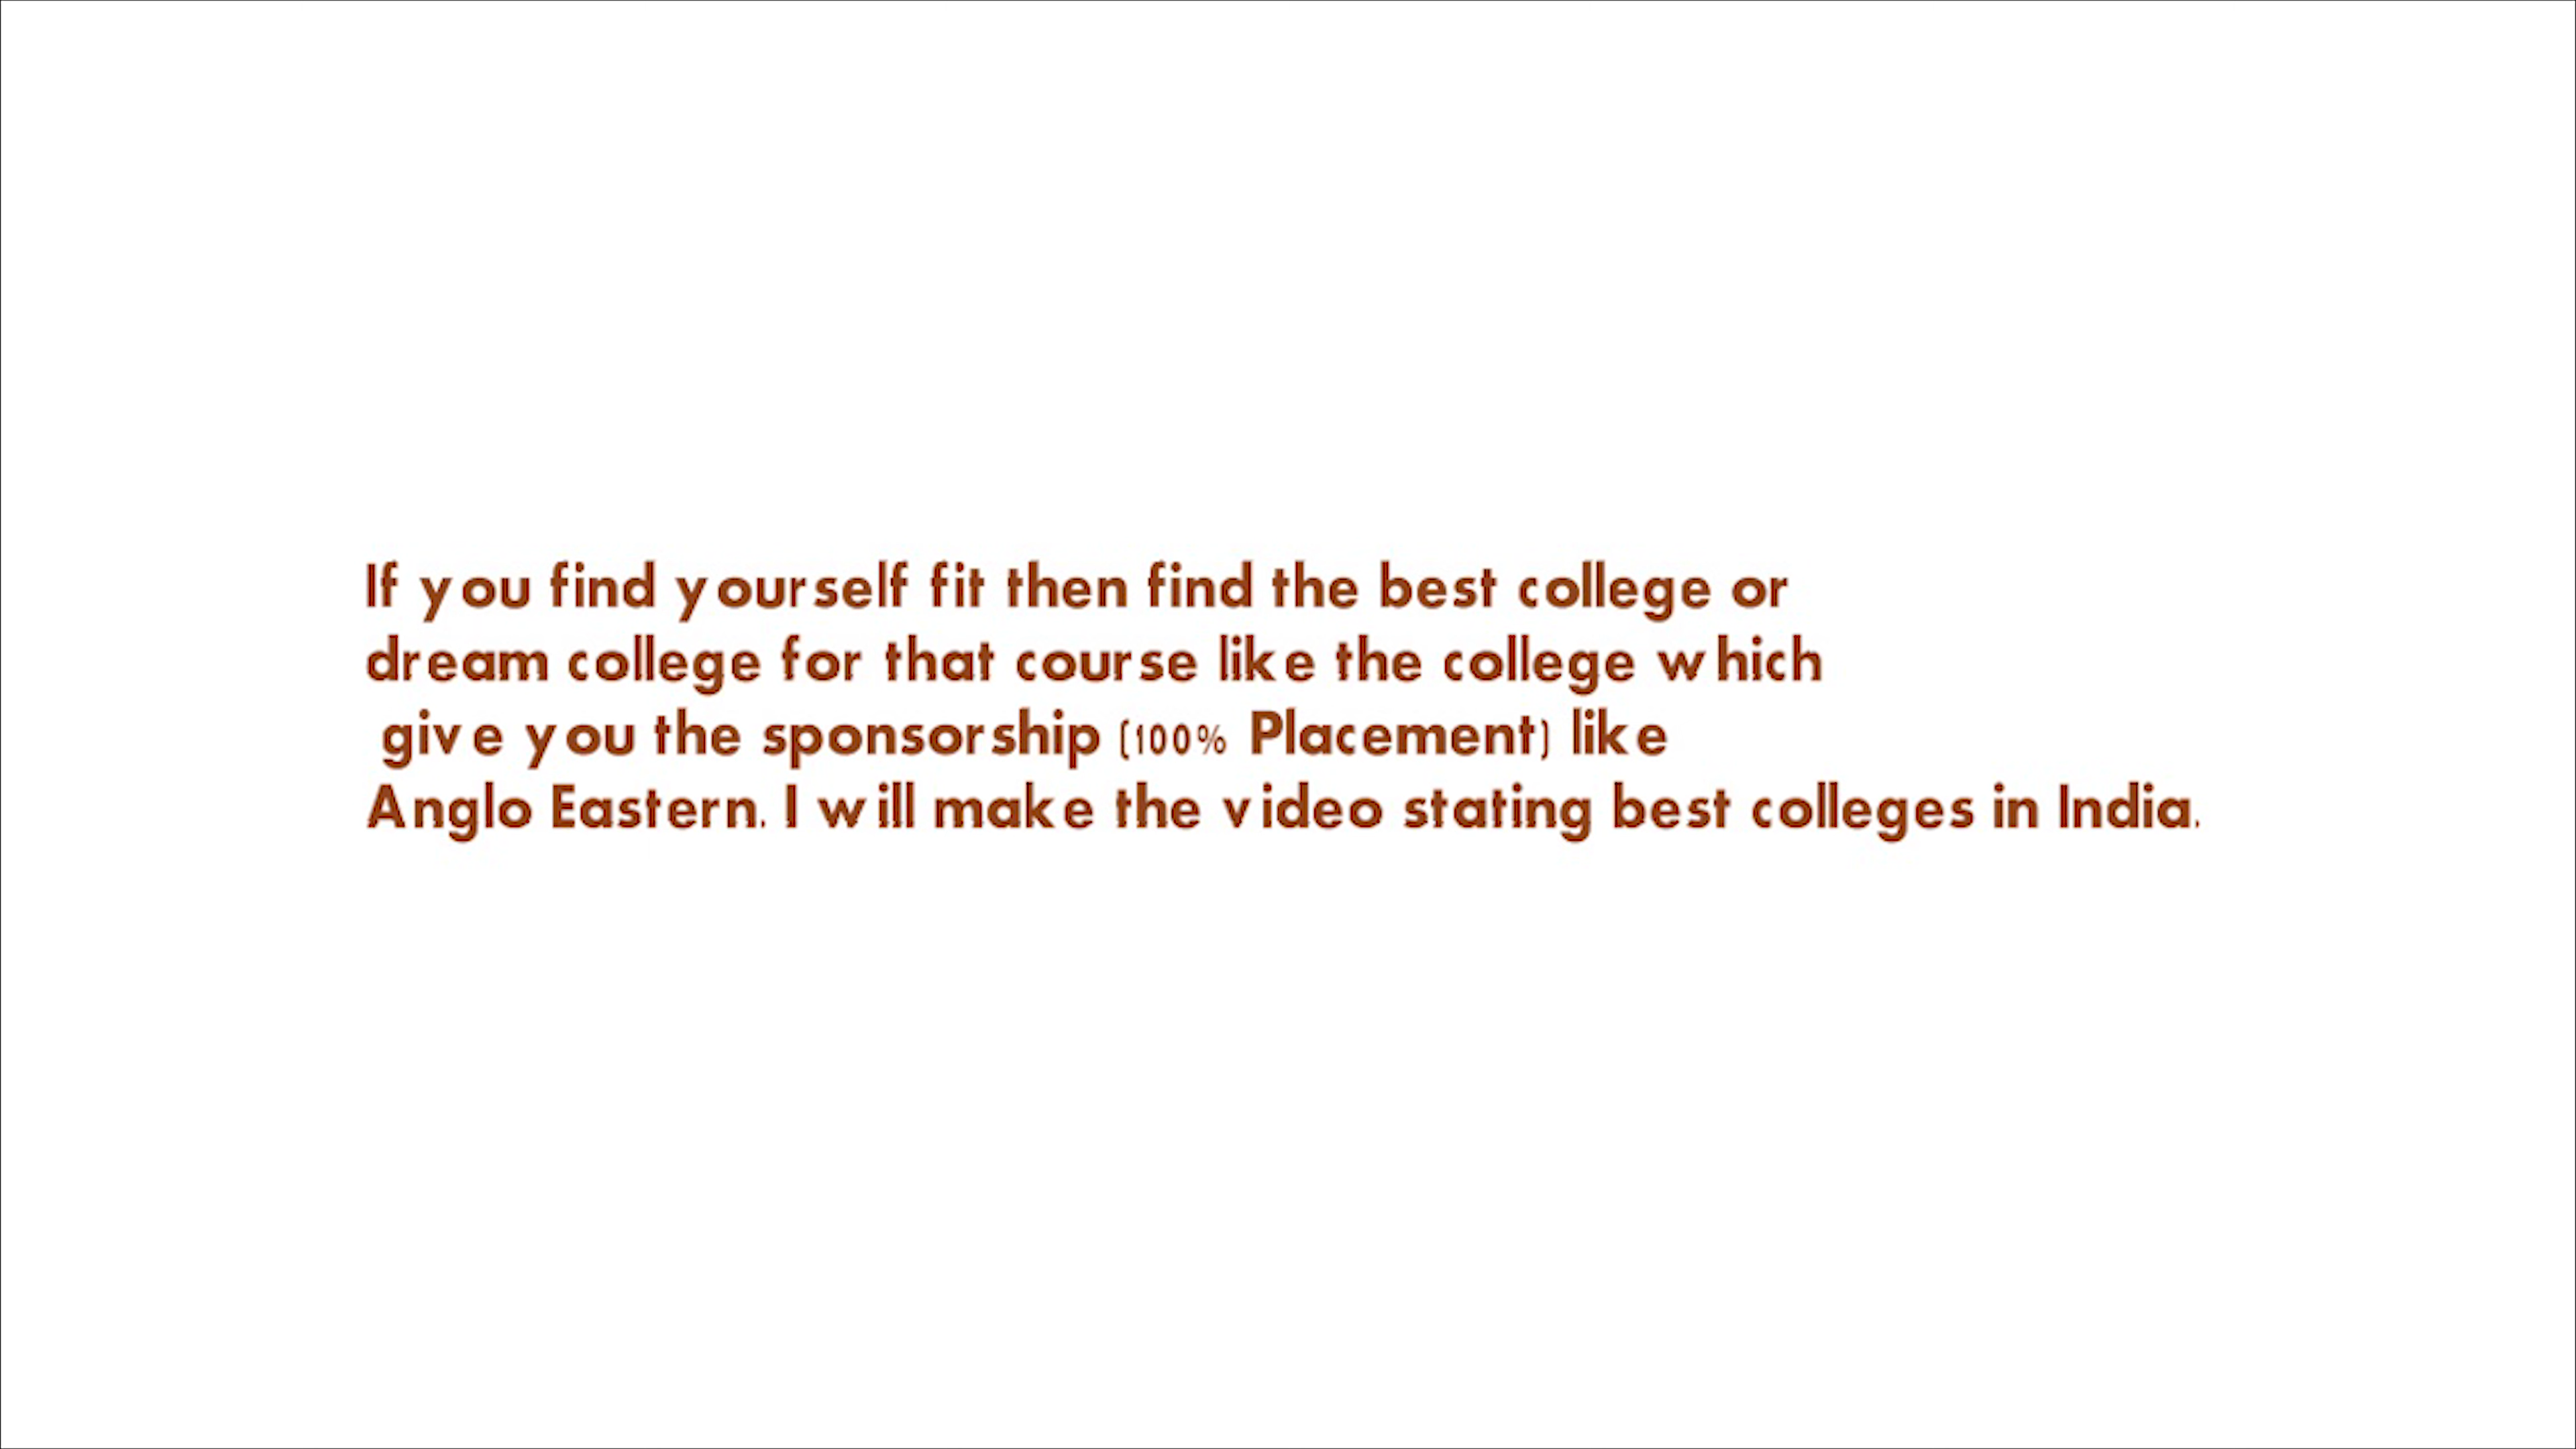 If you find yourself fit then find the best college or
dream college for that course like the college which
give you the sponsorship (100% Placement) like
Anglo Eastern. I will make the video stating best colleges in India.